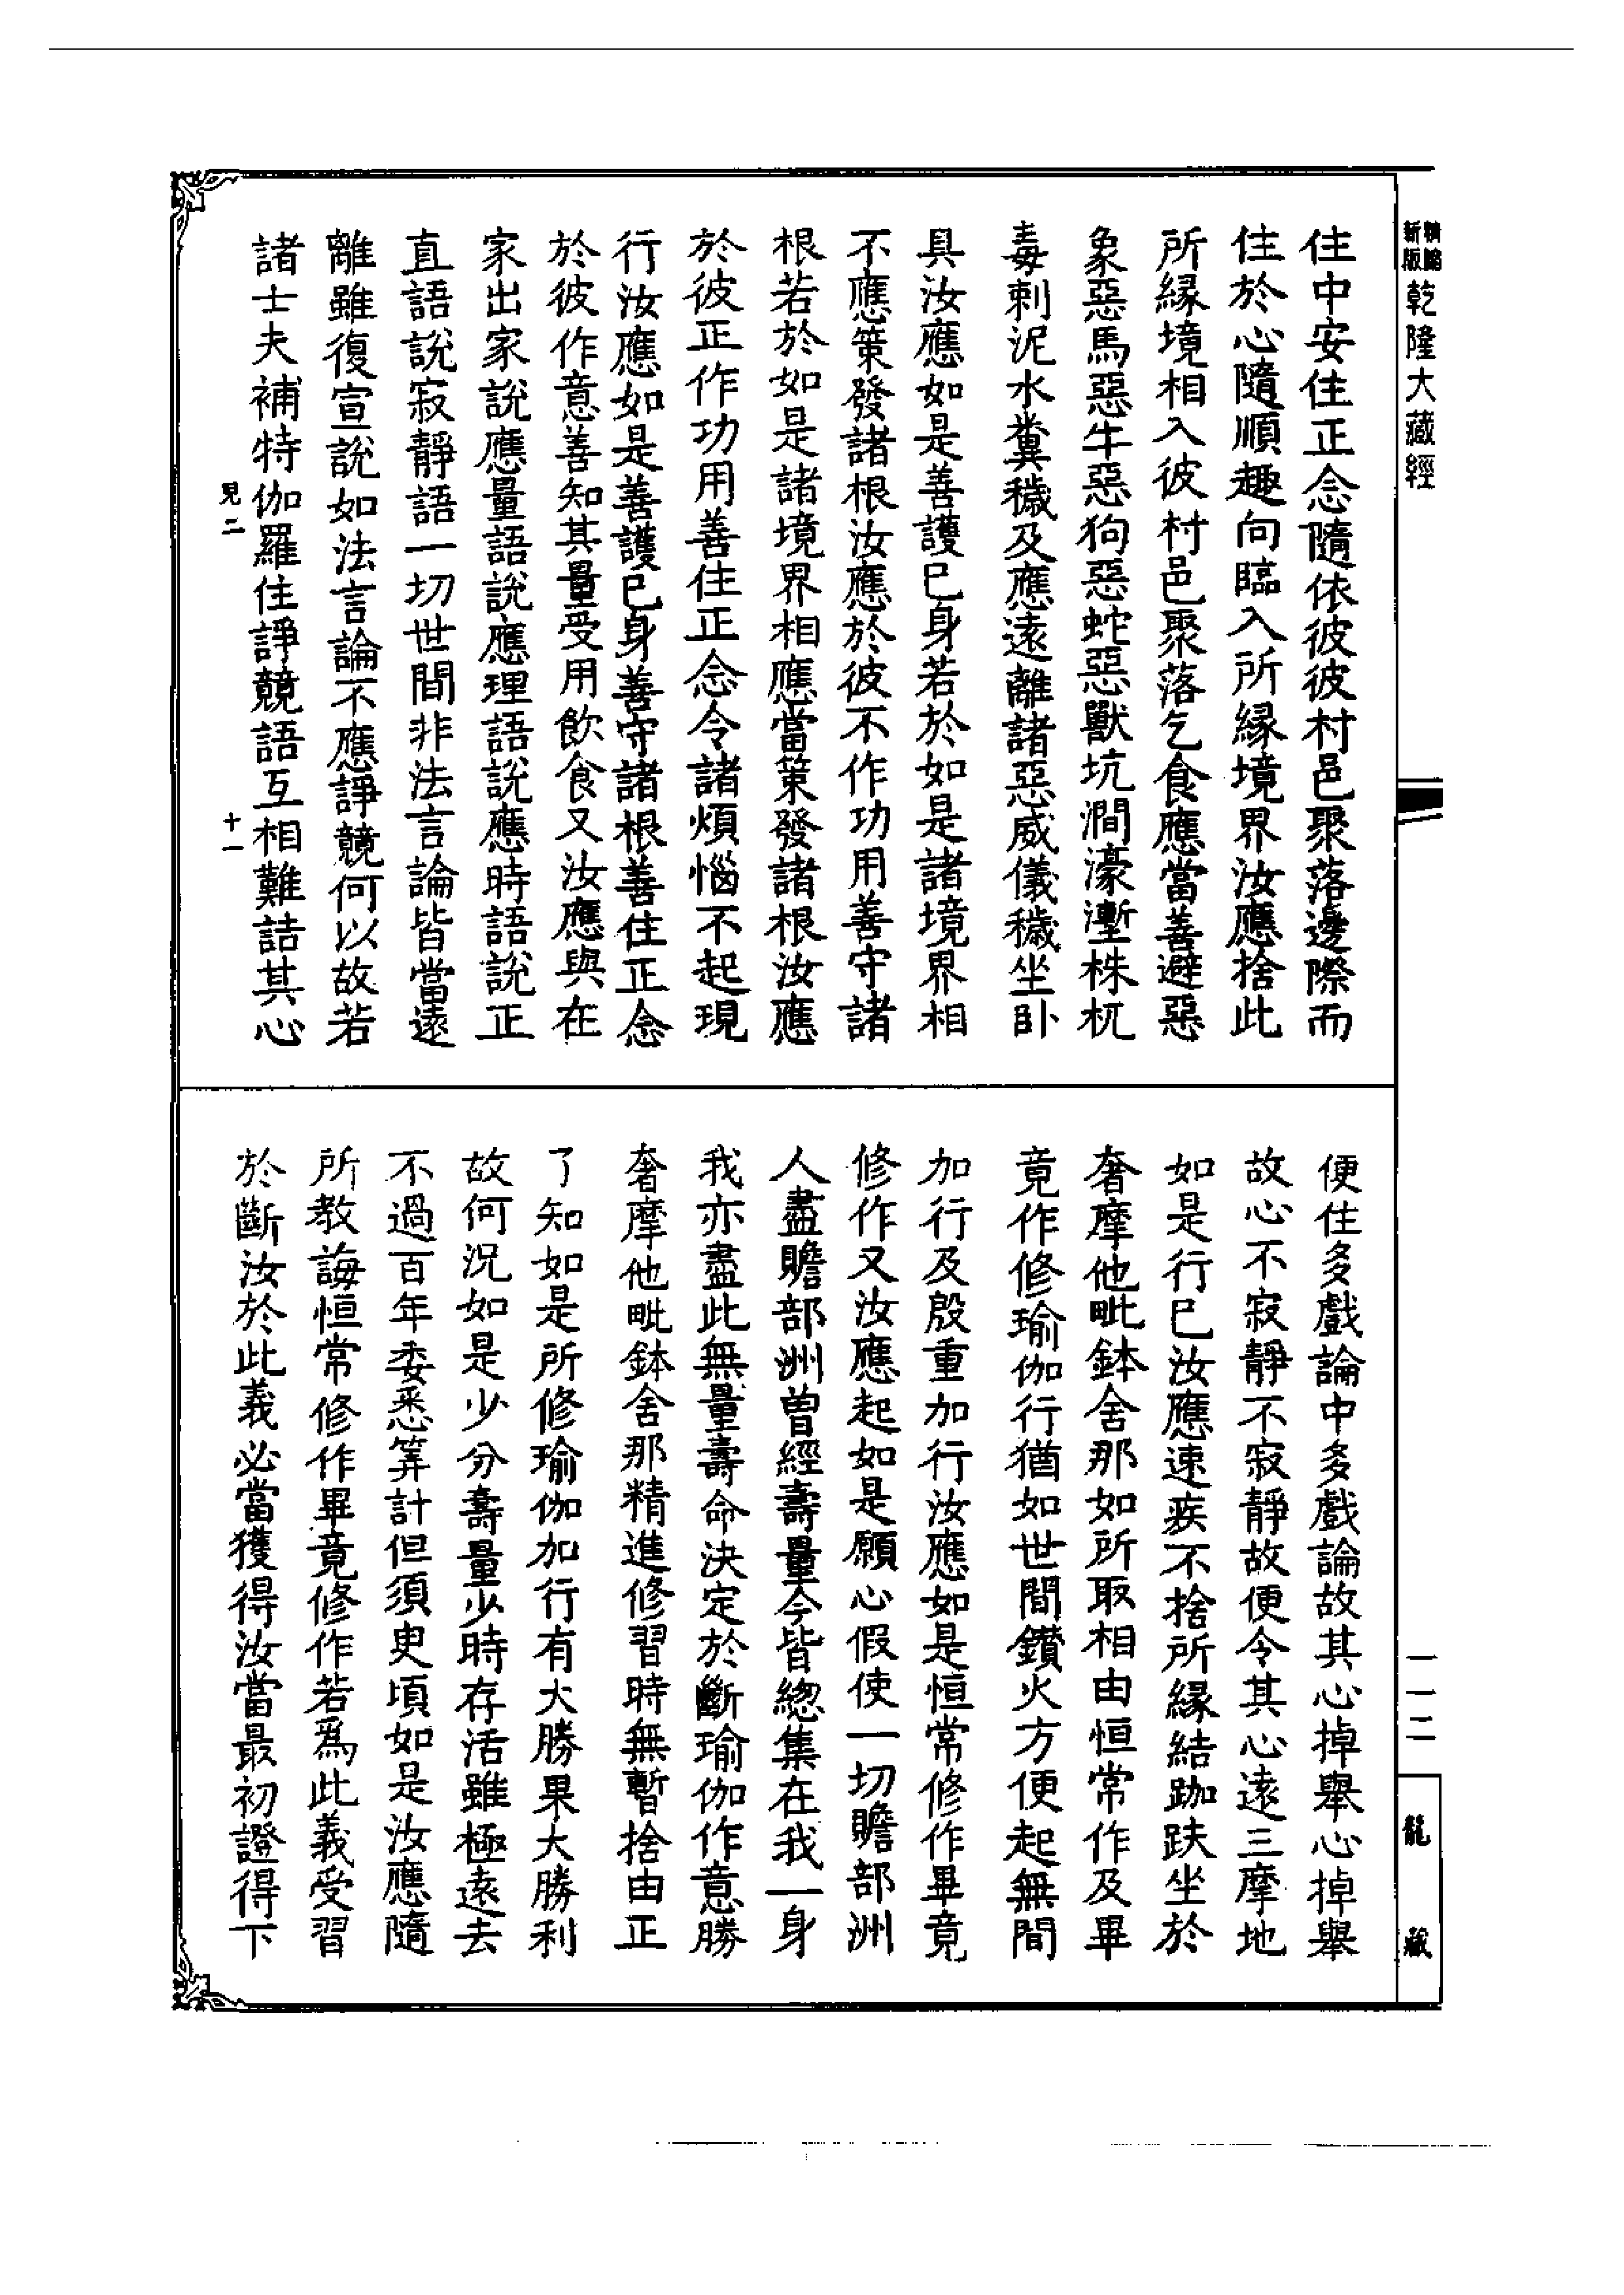 新版精縮乾隆大藏經
住中安住正念隨依彼彼村邑聚落邊際而
住於心隨順趣向臨入所緣境界汝應捨此
所緣境相入彼村邑聚落乞食應當善避惡
象惡馬惡牛惡狗惡蛇惡獸坑澗濠壍株杌
毒刺泥水糞穢及應遠離諸惡威儀穢坐臥
具汝應如是善護已身若於如是諸境界相
不應策發諸根汝應於彼不作功用善守諸
根若於如是諸境界相應當策發諸根汝應
於彼正作功用善住正念令諸煩惱不起現
行汝應如是善護已身善守諸根善住正念
於彼作意善知其量受用飲食又汝應與在
家出家說應量語說應理語說應時語說正
直語說寂靜語一切世間非法言論皆當遠
離雖復宣說如法言論不應諍競何以故若
諸士夫補特伽羅住諍競語互相難詰其心
皃二
十一
便住多戲論中多戲論故其心掉舉心掉舉
故心不寂靜不寂靜故便令其心遠三摩地
如是行已汝應速疾不捨所緣結跏趺坐於
奢摩他毗鉢舍那如所取相由恒常作及畢
竟作修瑜伽行猶如世間鑽火方便起無間
加行及殷重加行汝應如是恒常修作畢竟
修作又汝應起如是願心假使一切贍部洲
人盡贍部洲曾經壽量今皆緫集在我一身
我亦盡此無量壽命決定於斷瑜伽作意勝
奢摩他毗鉢舍那精進修習時無暫捨由正
了知如是所修瑜伽加行有大勝果大勝利
故何況如是少分壽量少時存活雖極遠去
不過百年委悉筭計但須臾頃如是汝應隨
所教誨恒常修作畢竟修作若爲此義受習
於斷汝於此義必當獲得汝當最初證得下
一一二
龍藏